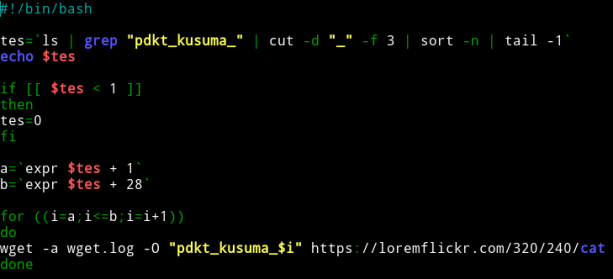 #!/bin/bash
tes=`ls | grep "pdkt_kusuma_" | cut -d "_" -f 3 | sort -n | tail -1`
echo $tes
if [[ $tes < 1 ]]
then
tes=0
fi
a=`expr $tes + 1`
b=`expr $tes + 28`
for ((i=a;i<=b;i=i+1))
do
wget -a wget.log -O "pdkt_kusuma_$i" https://loremflickr.com/320/240/cat
done